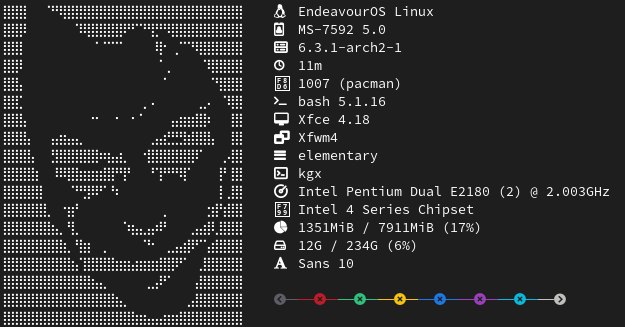 EndeavourOS Linux
MS-7592 5.0
6.3.1-arch2-1
11m
1007 (pacman)
bash 5.1.16
Xfce 4.18
Xfwm4
elementary
kgx
Intel Pentium Dual E2180 (2) @ 2.003GHz
Intel 4 Series Chipset
1351MiB / 7911MiB (17%)
12G / 234G (6%)
Sans 10